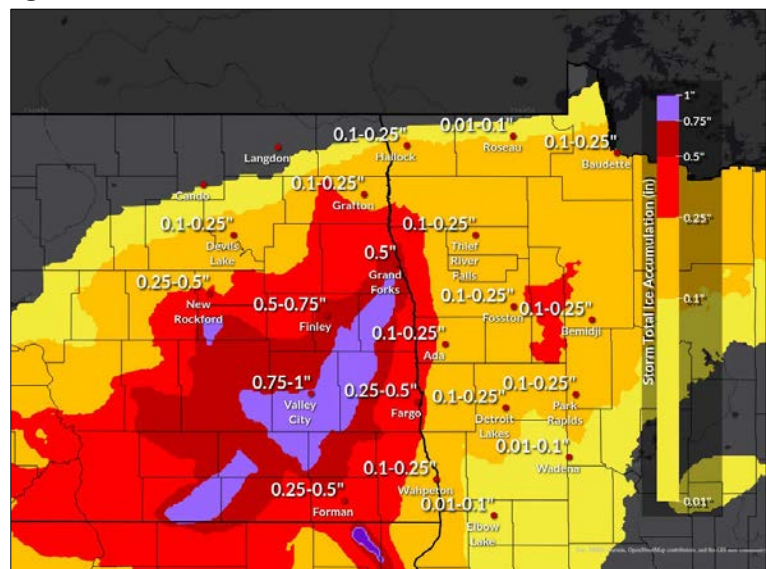 0.1-0.25"
Langdon
Hallock
0.01-0.1"
Roseau
0.1-0.25"
Baudette
Cando
0.1-0.25"
Grafton
0.1-0.25"
Devils
Lake
0.1-0.25"
Thief
River
Falls
0.5"
Grand
Forks
0.25-0.5"
New
Rockford
0.5-0.75"
Finley
0.1-0.25"
Fosston
0.1-0.25"
Bemidji
0.1-0.25"
Ada
0.75-1"
Valley
City
0.25-0.5"
Fargo
0.1-0.25"
Detroit
Lakes
0.1-0.25"
Park
Rapids
0.01-0.1"
Wadena
0.1-0.25"
Wahpeton
0.25-0.5"
Forman
0.01-0.1"
Elbow
Lake
Storm Total Ice Accumulation (in)
1"
0.75"
0.5"
0.25"
0.1"
0.01"